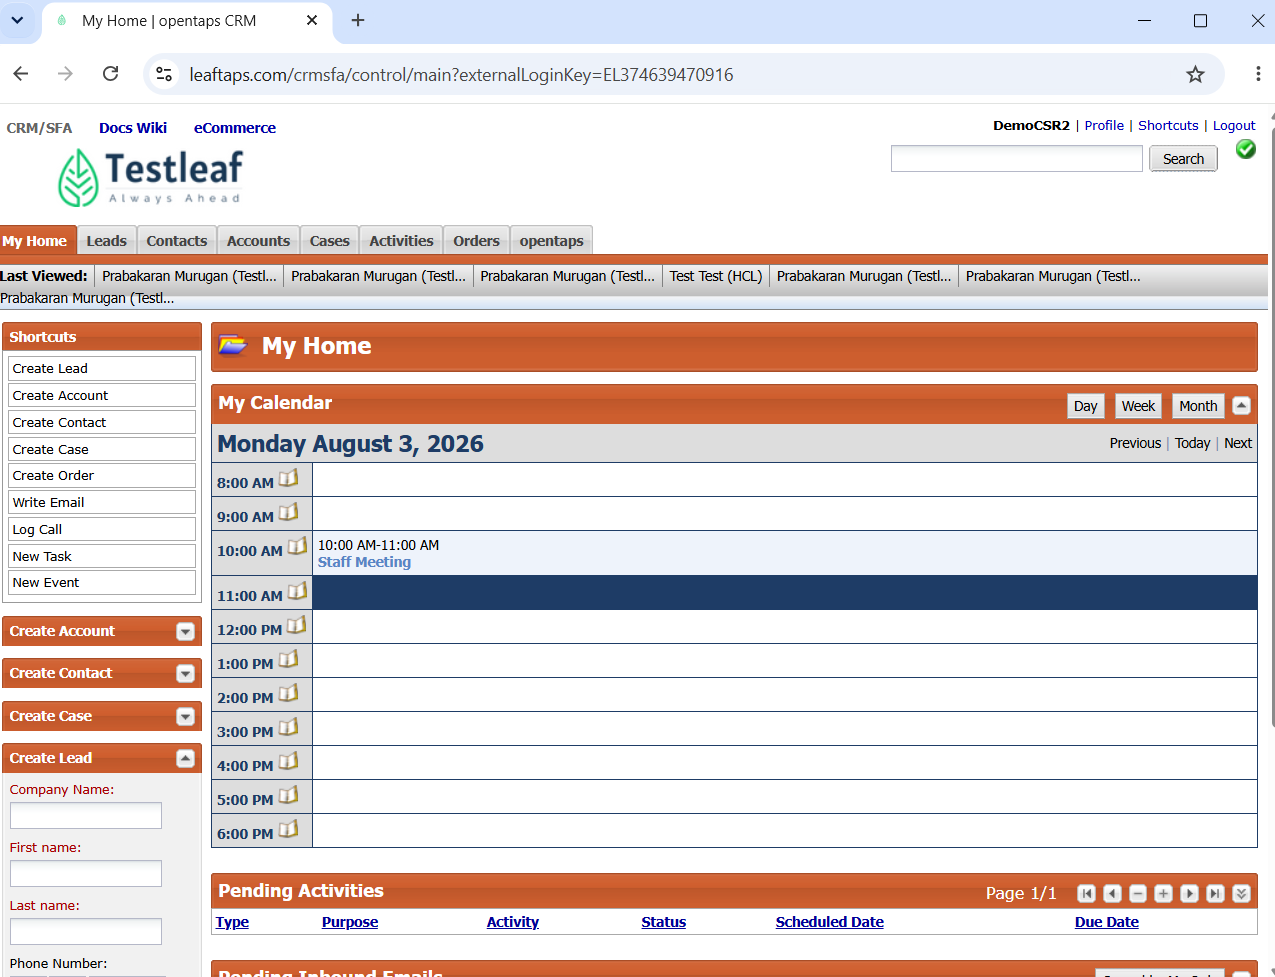 My Home | opentaps CRM
leaftaps.com/crmsfa/control/main?externalLoginKey=EL374639470916
CRM/SFA Docs Wiki eCommerce
DemoCSR2 | Profile | Shortcuts | Logout
Testleaf
Always Ahead
Search
My Home Leads Contacts Accounts Cases Activities Orders opentaps
Last Viewed: Prabakaran Murugan (Testl... Prabakaran Murugan (Testl... Prabakaran Murugan (Testl... Test Test (HCL) Prabakaran Murugan (Testl... Prabakaran Murugan (Testl...
Prabakaran Murugan (Testl...
Shortcuts
Create Lead
Create Account
Create Contact
Create Case
Create Order
Write Email
Log Call
New Task
New Event
Create Account
Create Contact
Create Case
Create Lead
Company Name:
First name:
Last name:
Phone Number:
My Home
My Calendar
Day Week Month
Monday August 3, 2026
Previous | Today | Next
8:00 AM
9:00 AM
10:00 AM 10:00 AM-11:00 AM
Staff Meeting
11:00 AM
12:00 PM
1:00 PM
2:00 PM
3:00 PM
4:00 PM
5:00 PM
6:00 PM
Pending Activities
Page 1/1
Type Purpose Activity Status Scheduled Date Due Date
Pending Inbound Emails